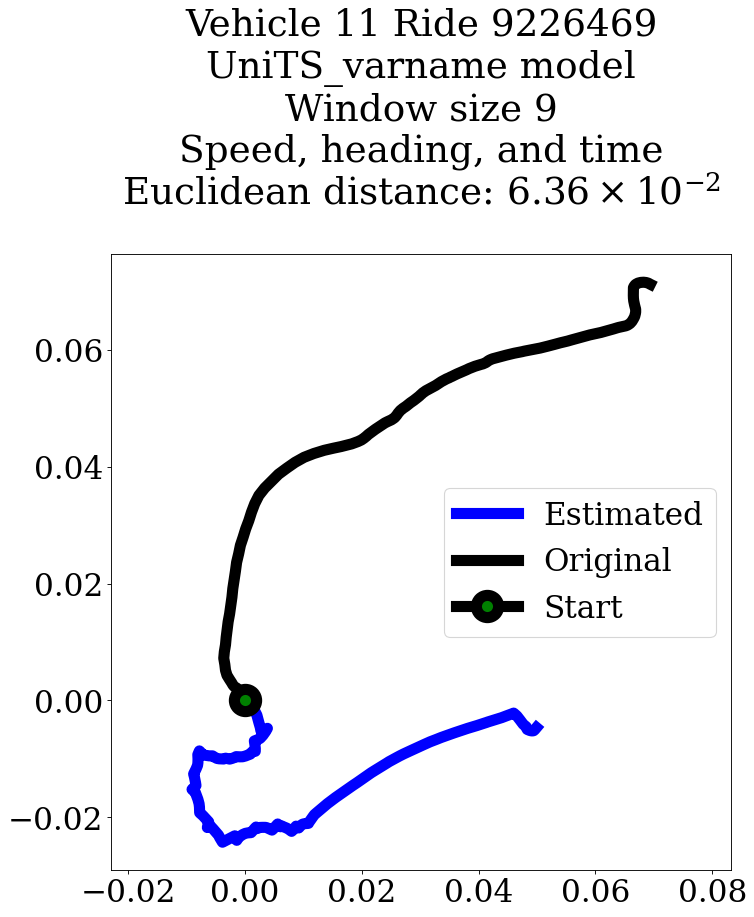 Vehicle 11 Ride 9226469
UniTS_varname model
Window size 9
Speed, heading, and time
Euclidean distance: 6.36 × 10⁻²
0.06
0.04
0.02
0.00
−0.02
Estimated
Original
Start
−0.02 0.00 0.02 0.04 0.06 0.08